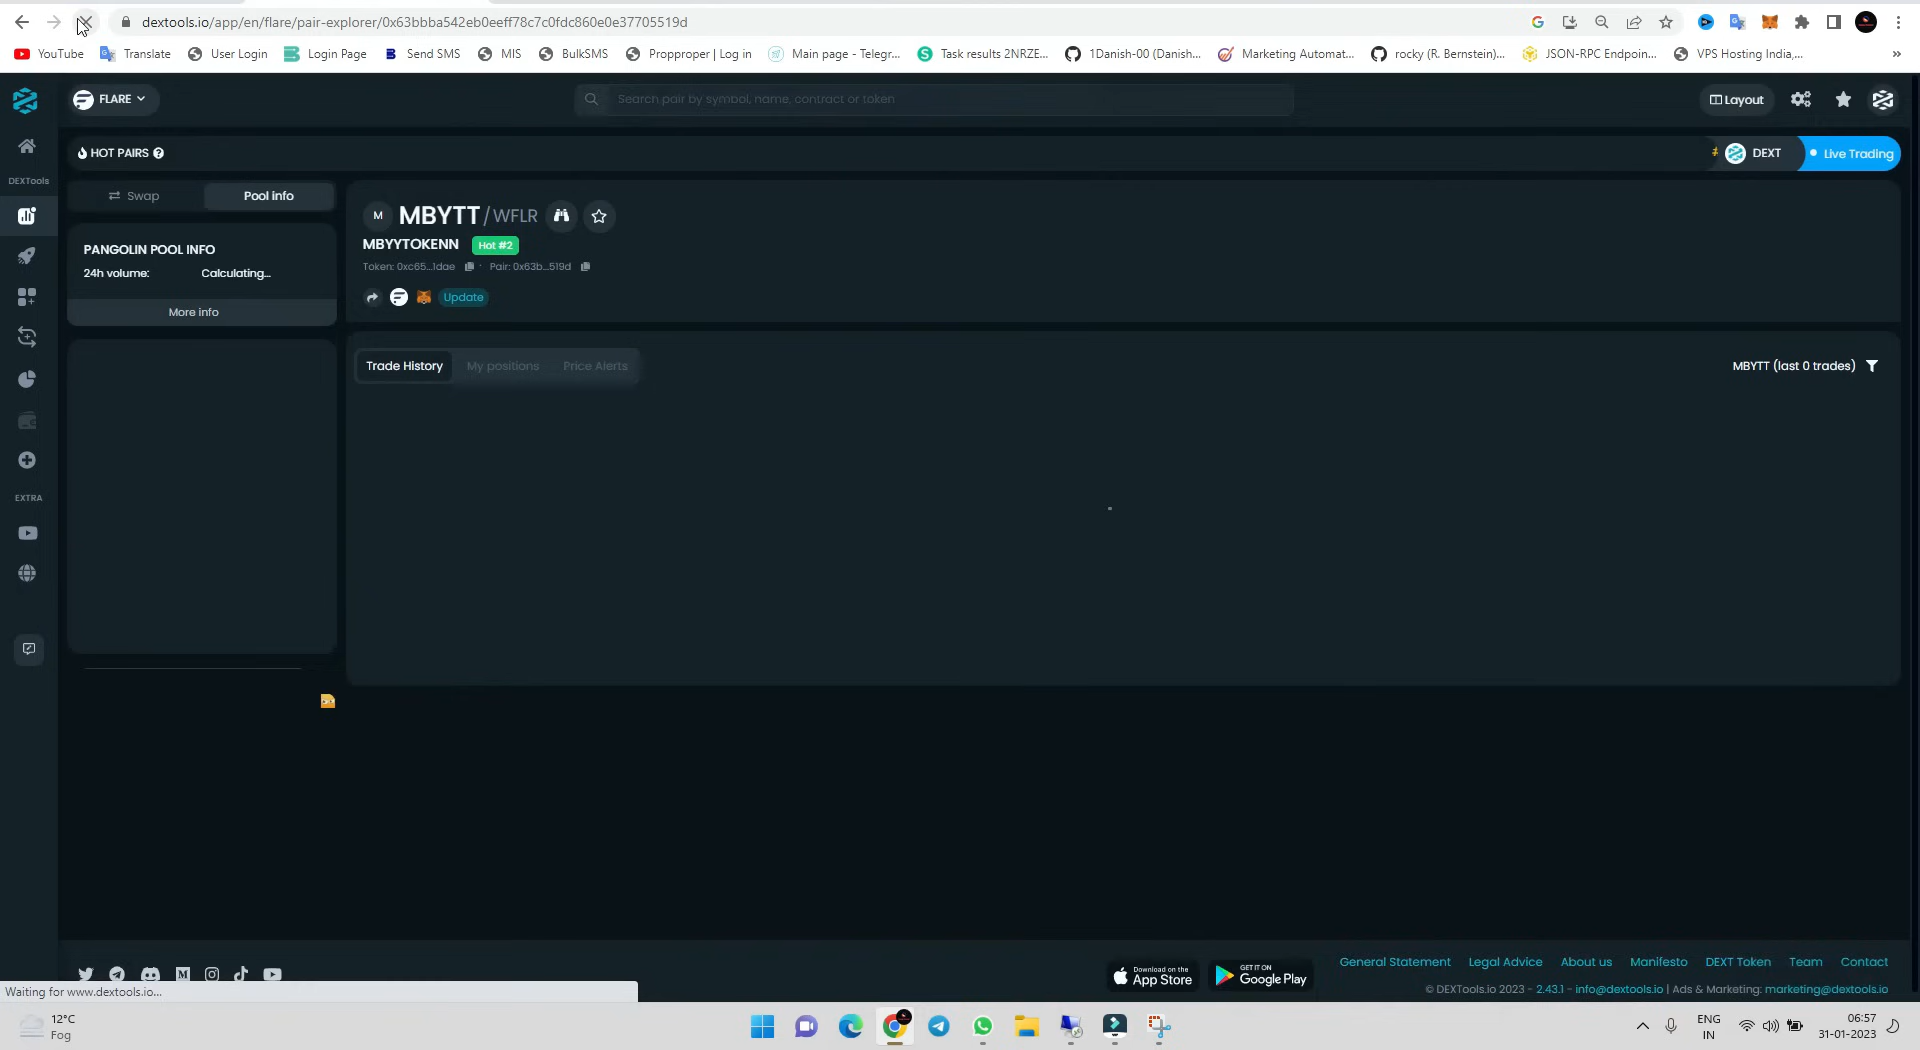 dextools.io/app/en/flare/pair-explorer/0x63bbba542eb0eeff78c7c0fdc860e0e37705519d
YouTube Translate User Login Login Page Send SMS MIS BulkSMS Propproper | Log in Main page - Telegr... Task results 2NRZE... 1Danish-00 (Danish... Marketing Automat... rocky (R. Bernstein)... JSON-RPC Endpoin... VPS Hosting India,... »
FLARE
Search pair by symbol, name, contract or token
Layout
HOT PAIRS
DEXT
Live Trading
DEXTools
EXTRA
Swap
Pool info
PANGOLIN POOL INFO
24h volume: Calculating...
More info
M MBYTT/WFLR
MBYYTOKENN Hot #2
Token: 0xc65...1dae · Pair: 0x63b...519d
Update
Trade History My positions Price Alerts
MBYTT (last 0 trades)
Download on the
App Store
GET IT ON
Google Play
General Statement Legal Advice About us Manifesto DEXT Token Team Contact
© DEXTools.io 2023 - 2.43.1 - info@dextools.io | Ads & Marketing: marketing@dextools.io
Waiting for www.dextools.io...
12°C
Fog
ENG
IN
06:57
31-01-2023